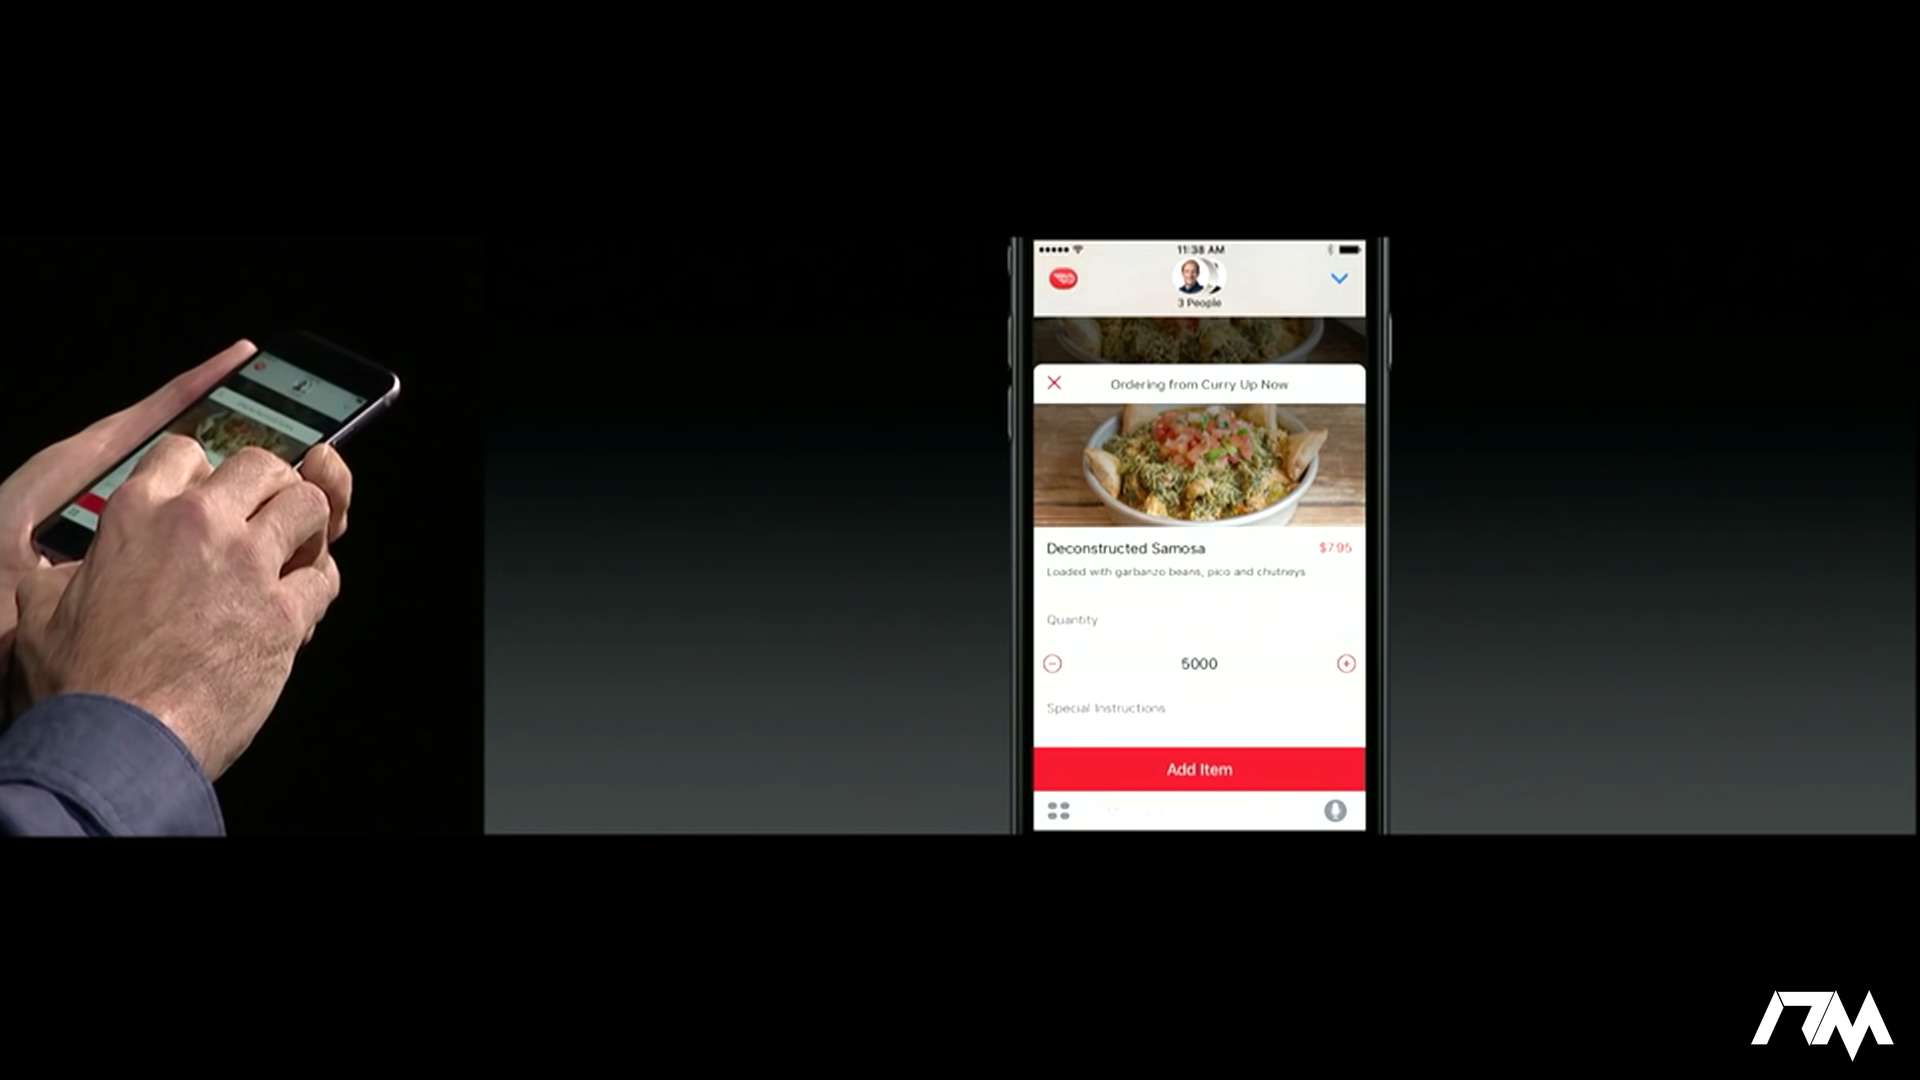 11:38 AM
3 People
Ordering from Curry Up Now
Deconstructed Samosa
$7.95
Loaded with garbanzo beans, pico and chutneys
Quantity
5000
Special Instructions
Add Item